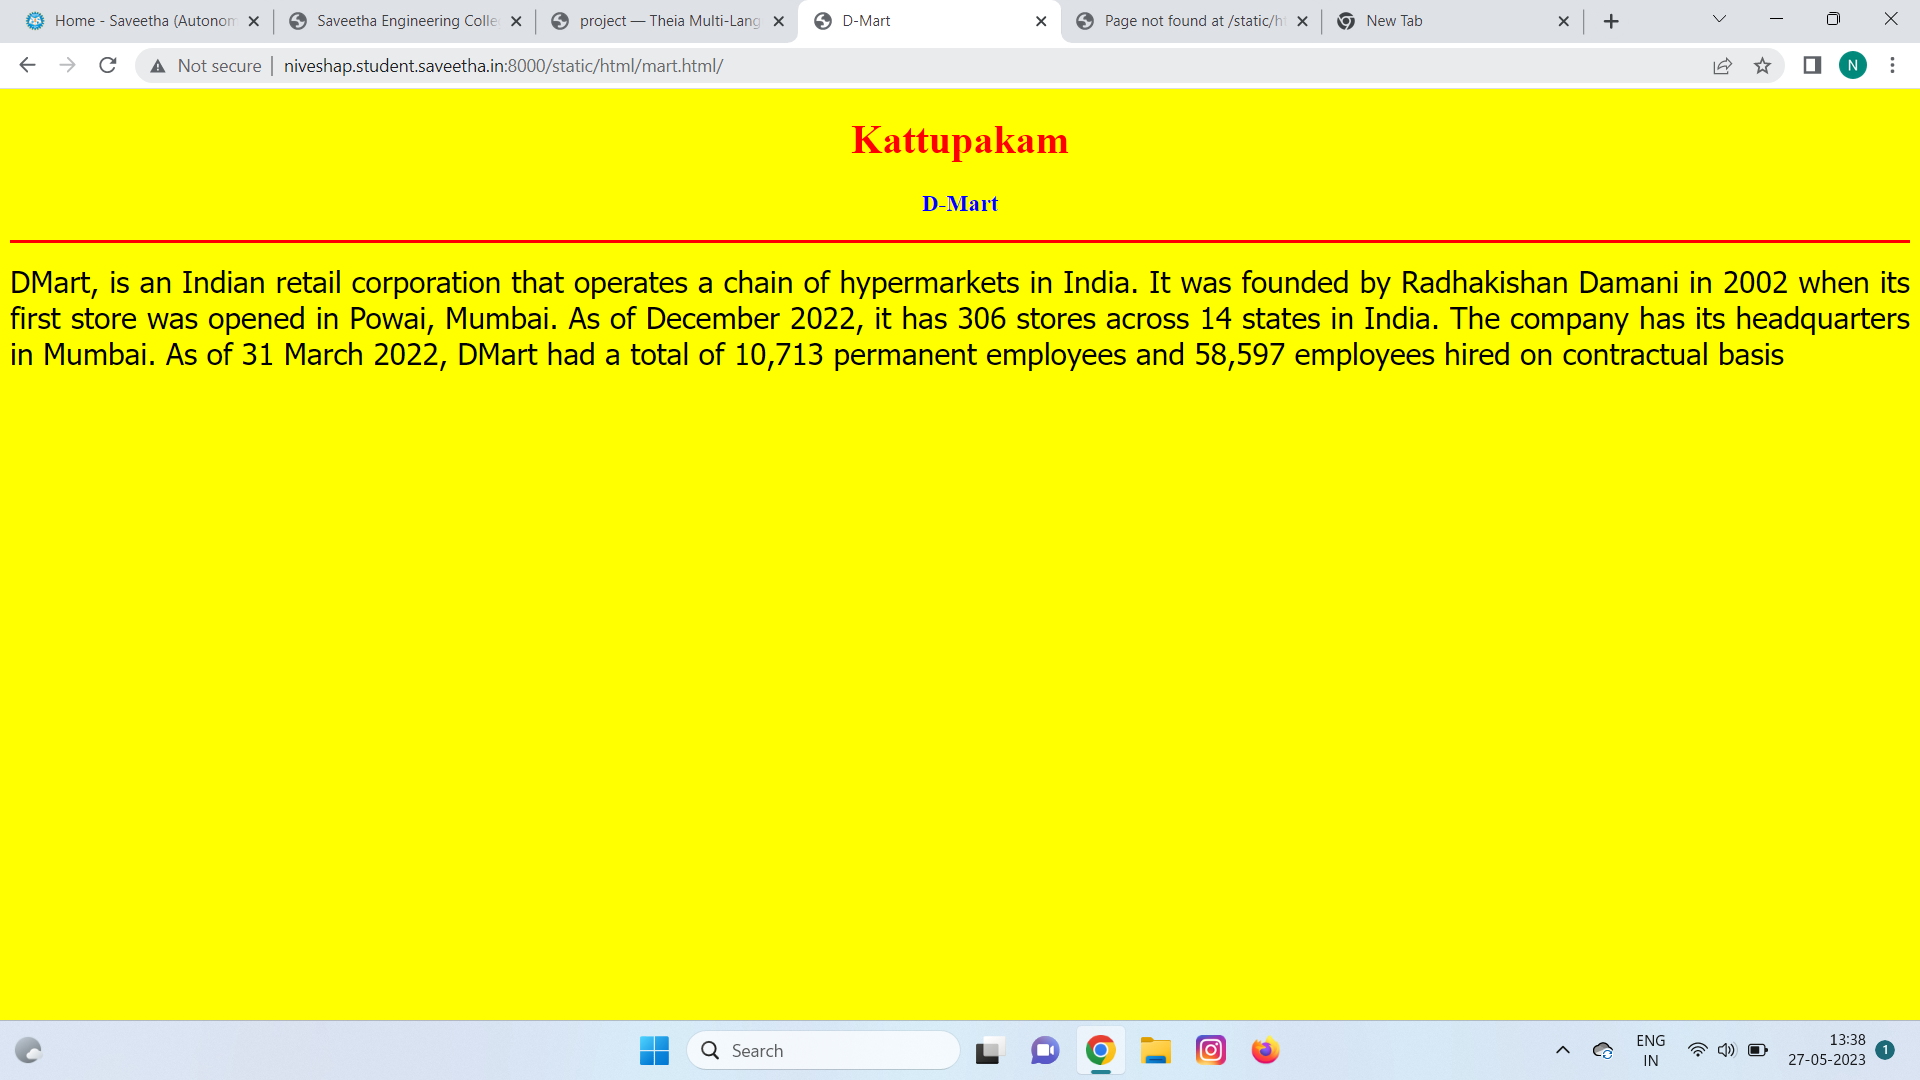 Home - Saveetha (Autonom
Saveetha Engineering Colle
project — Theia Multi-Lang
D-Mart
Page not found at /static/h
New Tab
Not secure
niveshap.student.saveetha.in:8000/static/html/mart.html/
N
Kattupakam
D-Mart
DMart, is an Indian retail corporation that operates a chain of hypermarkets in India. It was founded by Radhakishan Damani in 2002 when its
first store was opened in Powai, Mumbai. As of December 2022, it has 306 stores across 14 states in India. The company has its headquarters
in Mumbai. As of 31 March 2022, DMart had a total of 10,713 permanent employees and 58,597 employees hired on contractual basis
Search
ENG
IN
13:38
27-05-2023
1